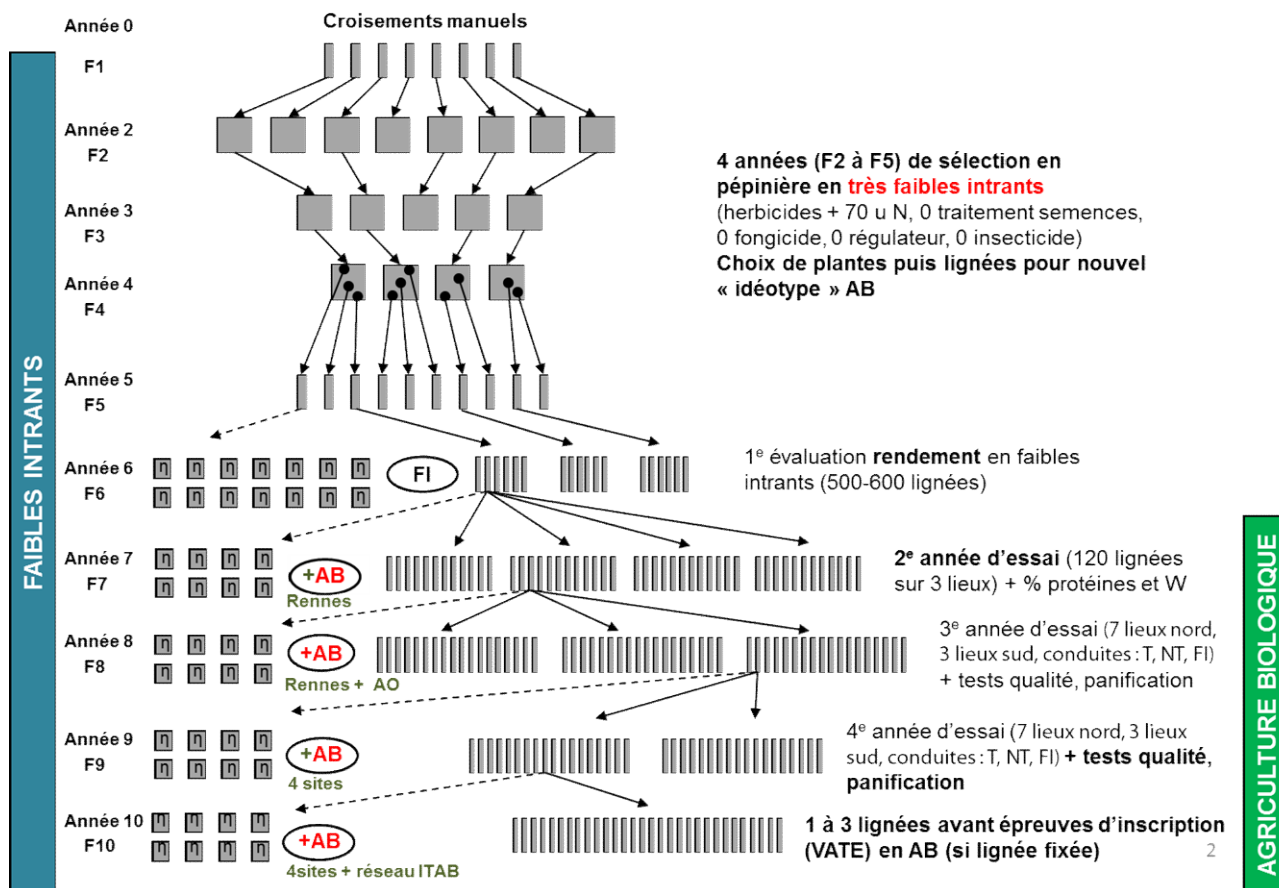 Année 0
Croisements manuels
F1
Année 2
F2
4 années (F2 à F5) de sélection en
pépinière en très faibles intrants
(herbicides + 70 u N, 0 traitement semences,
0 fongicide, 0 régulateur, 0 insecticide)
Choix de plantes puis lignées pour nouvel
« idéotype » AB
Année 3
F3
Année 4
F4
FAIBLES INTRANTS
Année 5
F5
Année 6
F6
η η η η η η η
η η η η η η η
FI
1e évaluation rendement en faibles
intrants (500-600 lignées)
Année 7
F7
η η η η
η η η η
+AB
Rennes
2e année d'essai (120 lignées
sur 3 lieux) + % protéines et W
AGRICULTURE BIOLOGIQUE
Année 8
F8
η η η η
η η η η
+AB
Rennes + AO
3e année d'essai (7 lieux nord,
3 lieux sud, conduites : T, NT, FI)
+ tests qualité, panification
Année 9
F9
η η η η
η η η η
+AB
4 sites
4e année d'essai (7 lieux nord, 3 lieux
sud, conduites : T, NT, FI) + tests qualité,
panification
Année 10
F10
η η η η
η η η η
+AB
4sites + réseau ITAB
1 à 3 lignées avant épreuves d'inscription
(VATE) en AB (si lignée fixée)
2